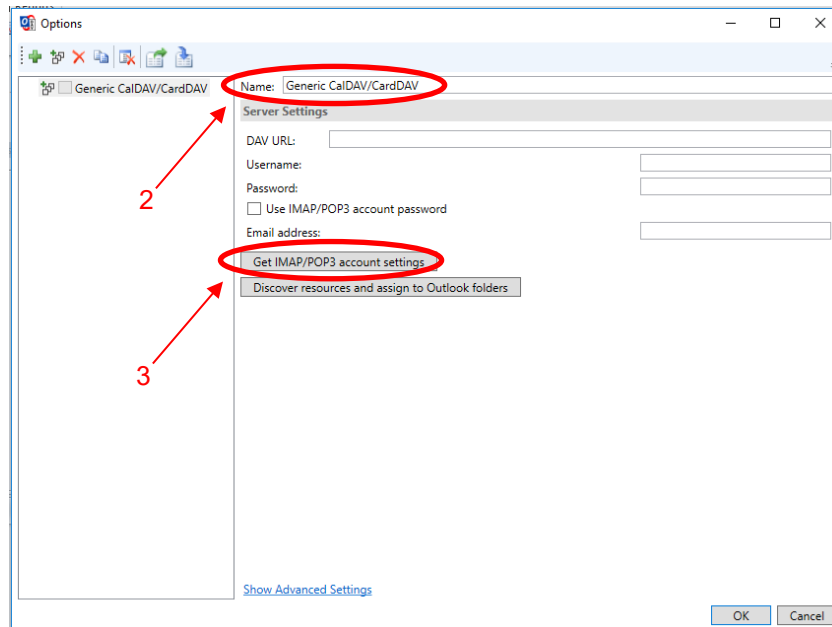 Options
Generic CalDAV/CardDAV
Name: Generic CalDAV/CardDAV
Server Settings
DAV URL:
Username:
2
Password:
Use IMAP/POP3 account password
Email address:
Get IMAP/POP3 account settings
Discover resources and assign to Outlook folders
3
Show Advanced Settings
OK Cancel